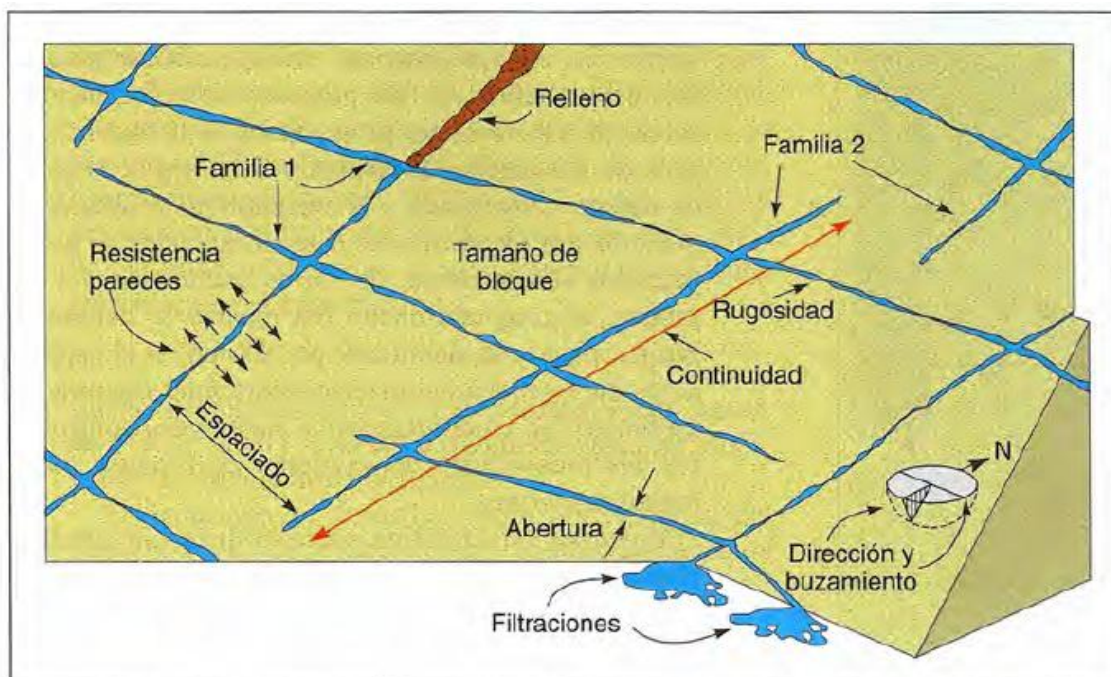 Relleno
Familia 1
Familia 2
Resistencia
paredes
Tamaño de
bloque
Rugosidad
Continuidad
Espaciado
N
Abertura
Dirección y
buzamiento
Filtraciones